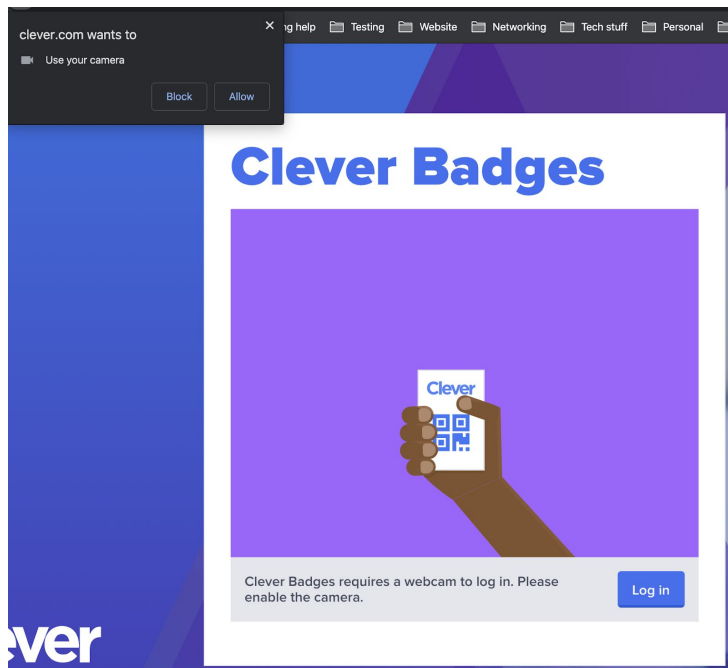 clever.com wants to
Use your camera
Block Allow
help Testing Website Networking Tech stuff Personal
Clever Badges
Clever
Clever Badges requires a webcam to log in. Please
enable the camera.
Log in
ever